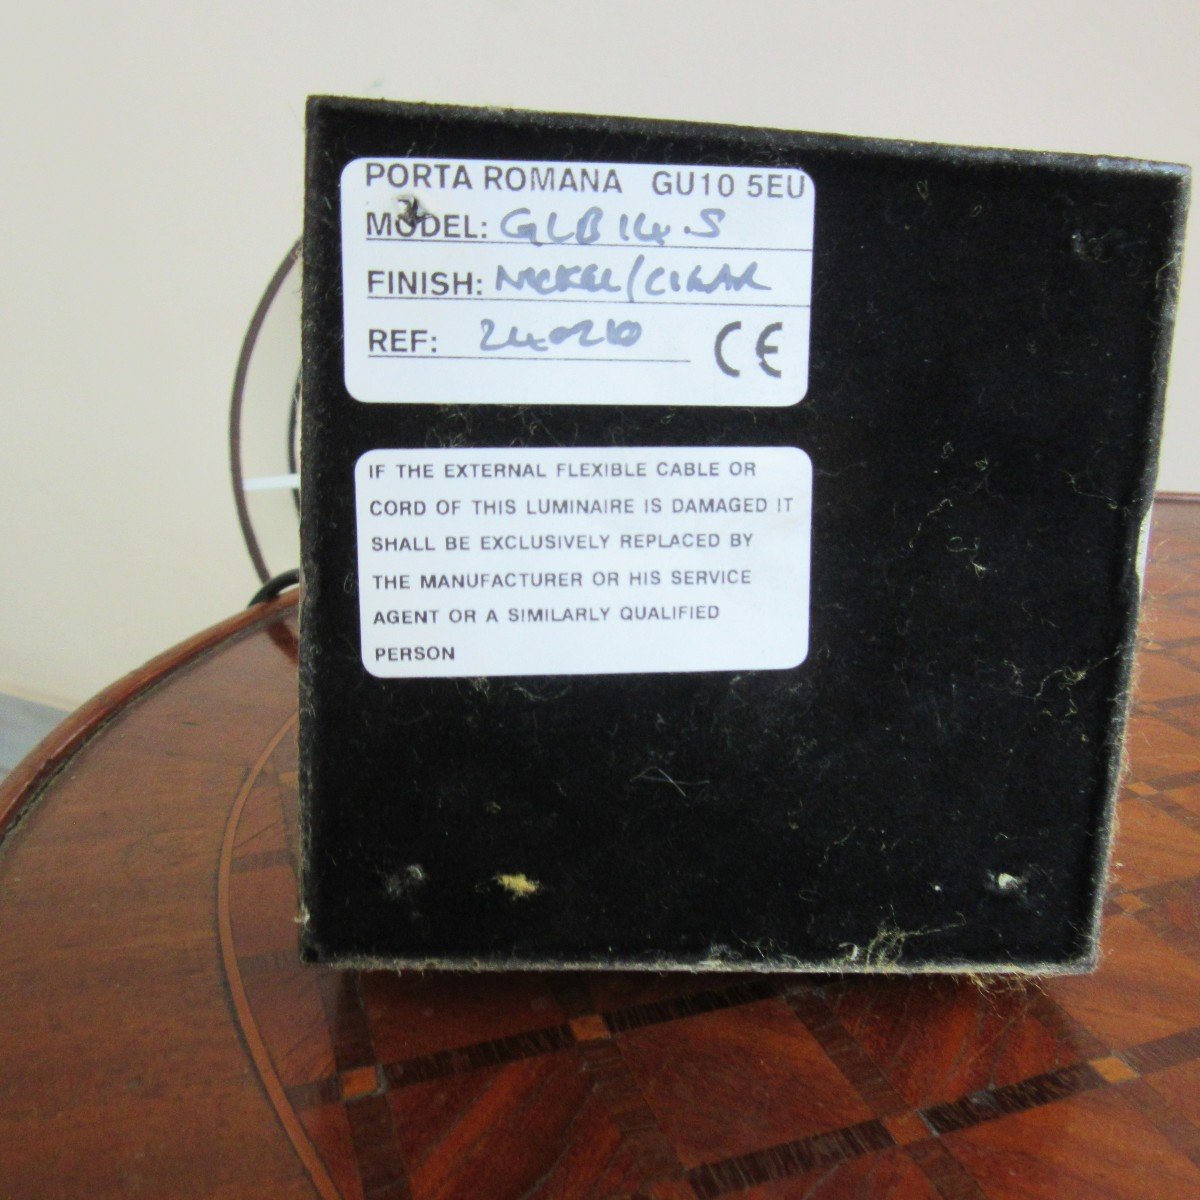 PORTA ROMANA GU10 5EU
MODEL: GLB14.S
FINISH: NICKEL/CIGAR
REF: 240210
CE
IF THE EXTERNAL FLEXIBLE CABLE OR
CORD OF THIS LUMINAIRE IS DAMAGED IT
SHALL BE EXCLUSIVELY REPLACED BY
THE MANUFACTURER OR HIS SERVICE
AGENT OR A SIMILARLY QUALIFIED
PERSON